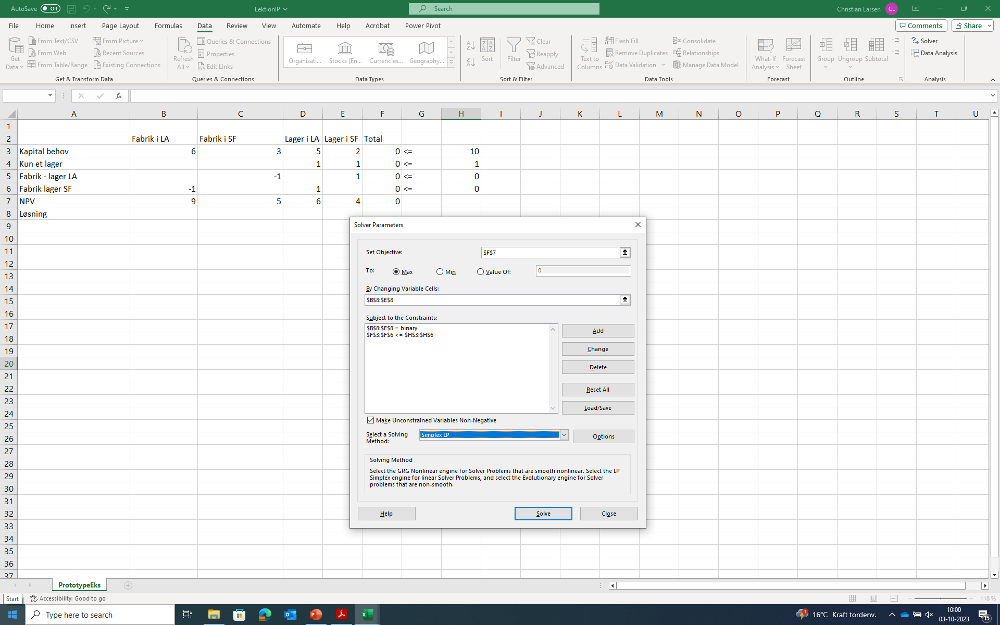 AutoSave Off LektionIP Search Christian Larsen CL
File Home Insert Page Layout Formulas Data Review View Automate Help Acrobat Power Pivot Comments Share
Get Data
From Text/CSV
From Web
From Table/Range
From Picture
Recent Sources
Existing Connections
Get & Transform Data
Refresh All
Queries & Connections
Properties
Edit Links
Queries & Connections
Organizati... Stocks (En... Currencies... Geography...
Data Types
Sort
Filter
Clear
Reapply
Advanced
Sort & Filter
Text to Columns
Flash Fill
Remove Duplicates
Data Validation
Consolidate
Relationships
Manage Data Model
Data Tools
What-If Analysis
Forecast Sheet
Forecast
Group Ungroup Subtotal
Outline
Solver
Data Analysis
Analysis
fx
A B C D E F G H I J K L M N O P Q R S T U
1
2 Fabrik i LA Fabrik i SF Lager i LA Lager i SF Total
3 Kapital behov 6 3 5 2 0 <= 10
4 Kun et lager 1 1 0 <= 1
5 Fabrik - lager LA -1 1 0 <= 0
6 Fabrik lager SF -1 1 0 <= 0
7 NPV 9 5 6 4 0
8 Løsning
9
10
11
12
13
14
15
16
17
18
19
20
21
22
23
24
25
26
27
28
29
30
31
32
33
34
35
36
37
Solver Parameters
Set Objective: $F$7
To: Max Min Value Of: 0
By Changing Variable Cells:
$B$8:$E$8
Subject to the Constraints:
$B$8:$E$8 = binary
$F$3:$F$6 <= $H$3:$H$6
Add
Change
Delete
Reset All
Load/Save
Make Unconstrained Variables Non-Negative
Select a Solving Method: Simplex LP Options
Solving Method
Select the GRG Nonlinear engine for Solver Problems that are smooth nonlinear. Select the LP
Simplex engine for linear Solver Problems, and select the Evolutionary engine for Solver
problems that are non-smooth.
Help Solve Close
PrototypeEks
Start Accessibility: Good to go 118 %
Type here to search 16°C Kraft tordenv. 10:00
03-10-2023 15